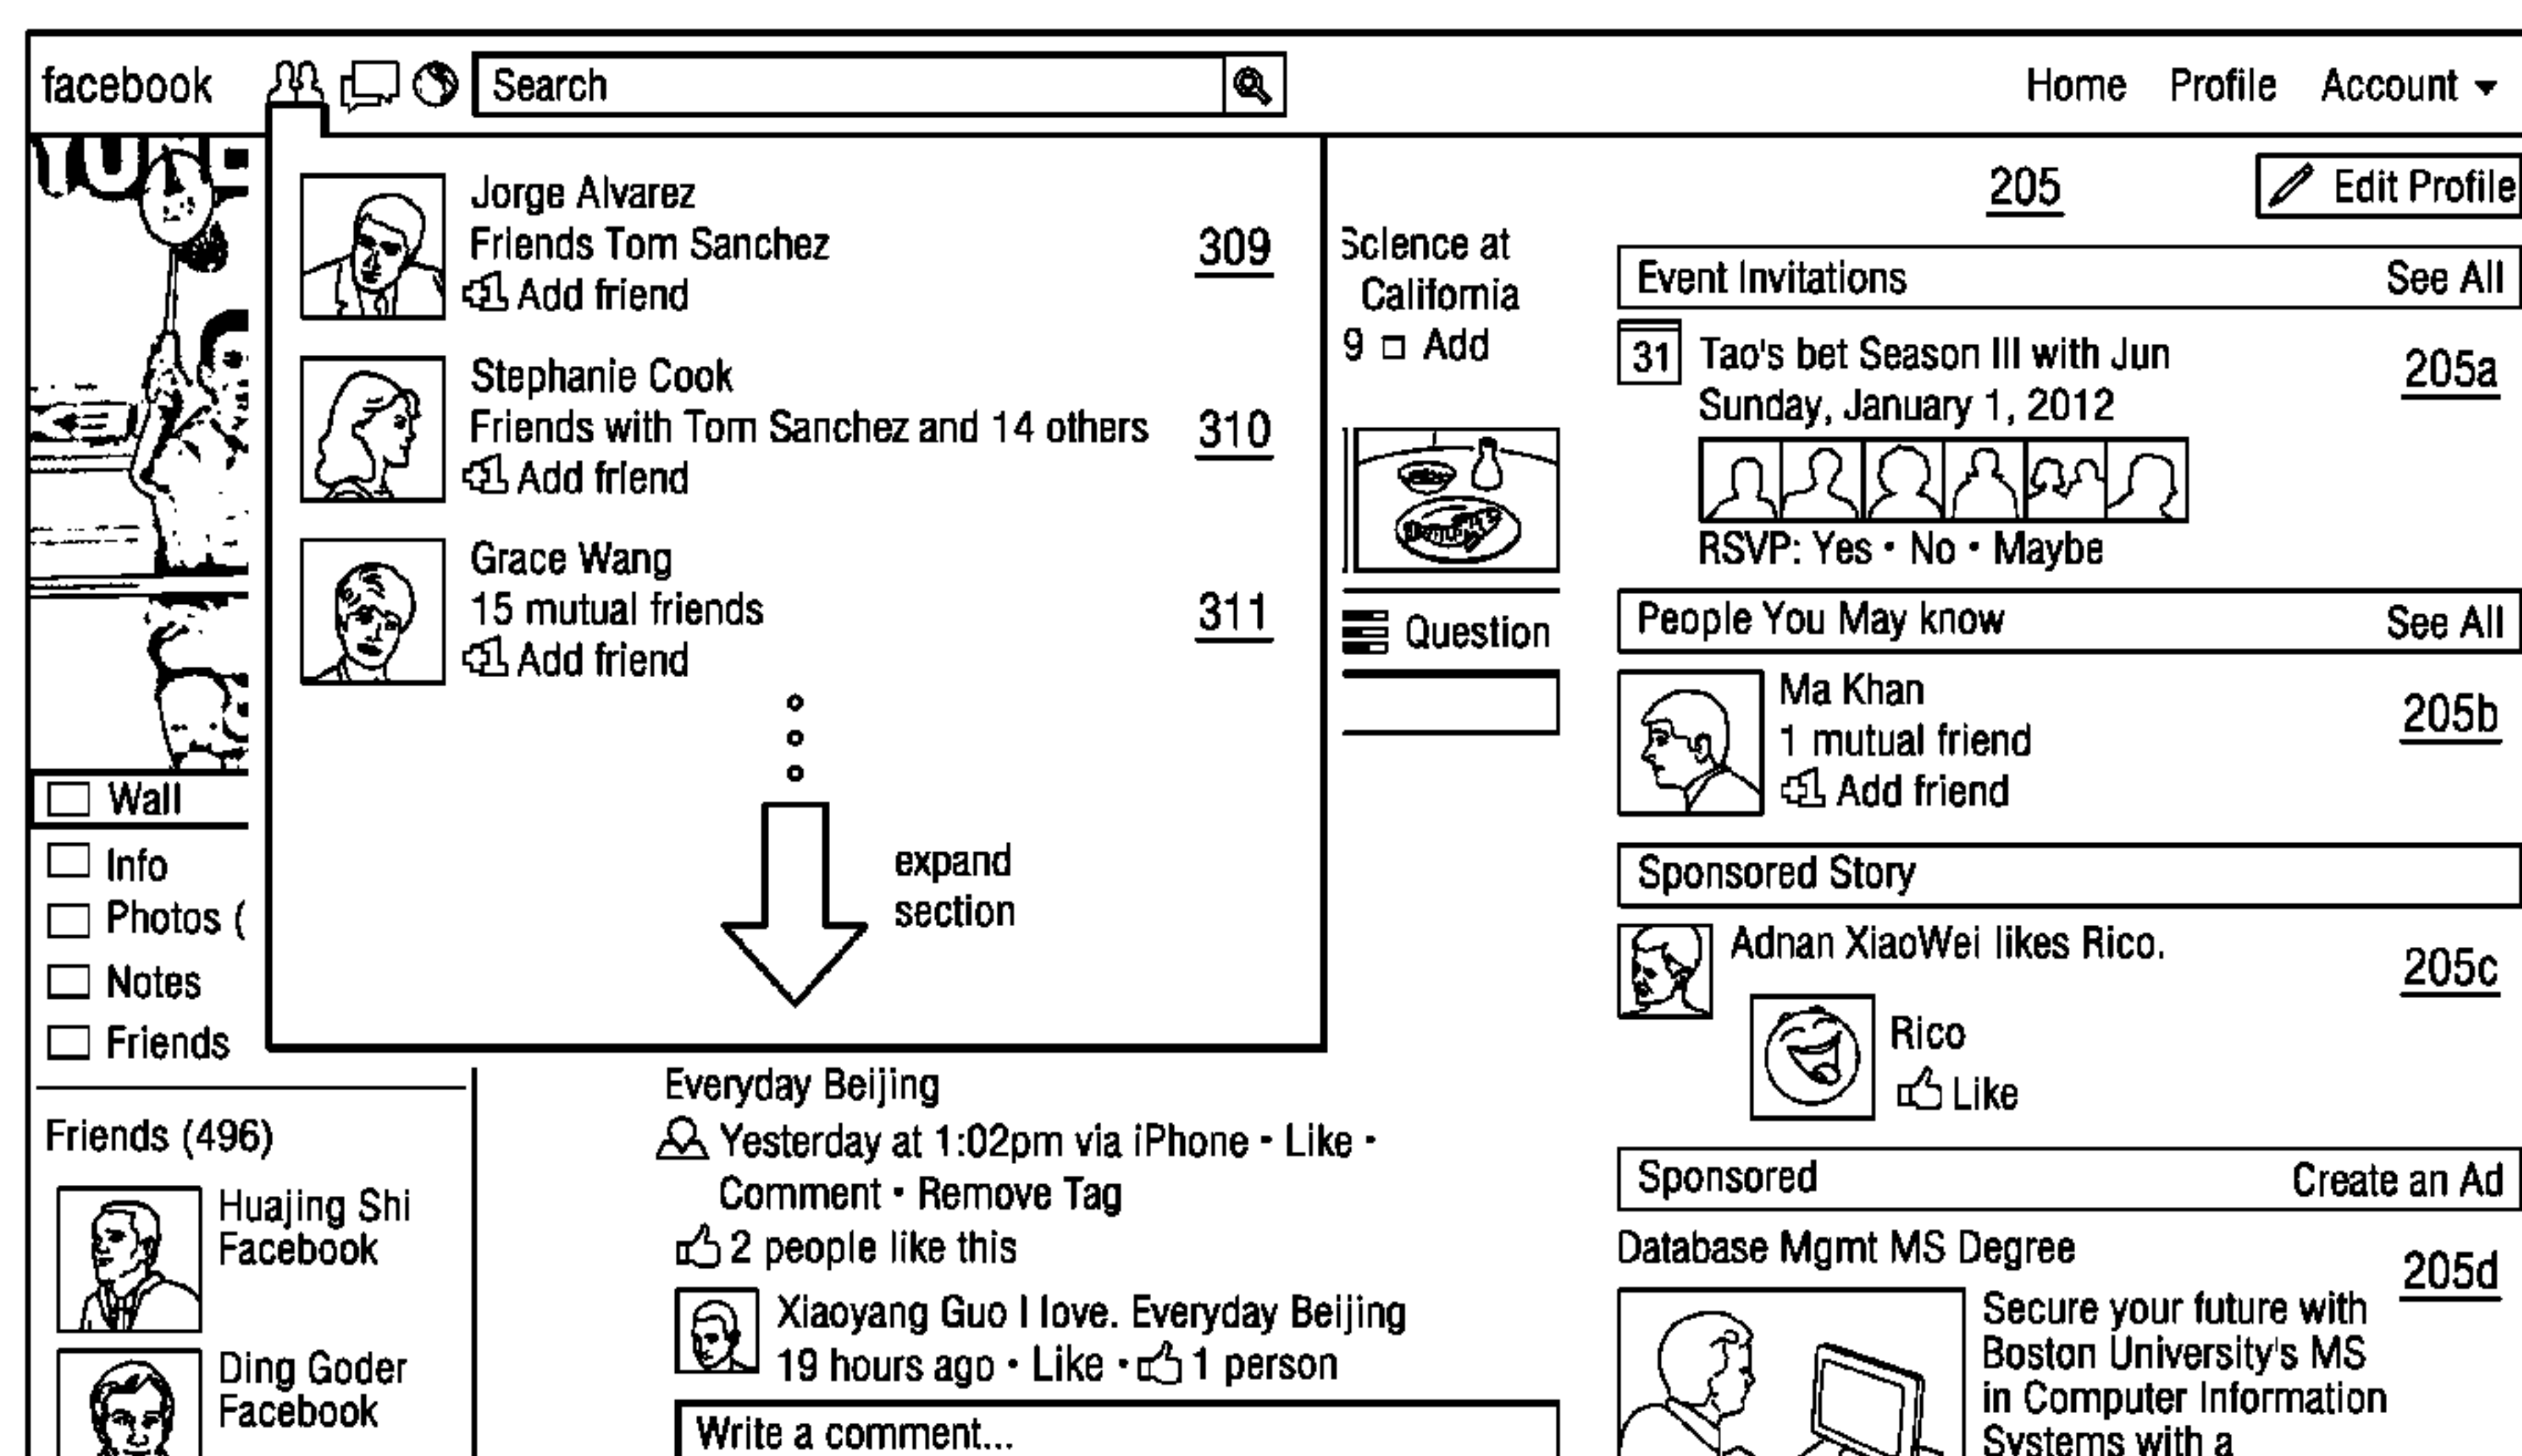 facebook
Search
Home Profile Account
Jorge Alvarez
Friends Tom Sanchez
309
+1 Add friend
Stephanie Cook
Friends with Tom Sanchez and 14 others
310
+1 Add friend
Grace Wang
15 mutual friends
311
+1 Add friend
expand
section
Science at
California
9 Add
Question
Wall
Info
Photos (
Notes
Friends
Friends (496)
Huajing Shi
Facebook
Ding Goder
Facebook
Everyday Beijing
Yesterday at 1:02pm via iPhone • Like •
Comment • Remove Tag
2 people like this
Xiaoyang Guo I love. Everyday Beijing
19 hours ago • Like • 1 person
Write a comment...
205
Edit Profile
Event Invitations See All
31
Tao's bet Season III with Jun
205a
Sunday, January 1, 2012
RSVP: Yes • No • Maybe
People You May know See All
Ma Khan
205b
1 mutual friend
+1 Add friend
Sponsored Story
Adnan XiaoWei likes Rico.
205c
Rico
Like
Sponsored Create an Ad
Database Mgmt MS Degree
205d
Secure your future with
Boston University's MS
in Computer Information
Systems with a